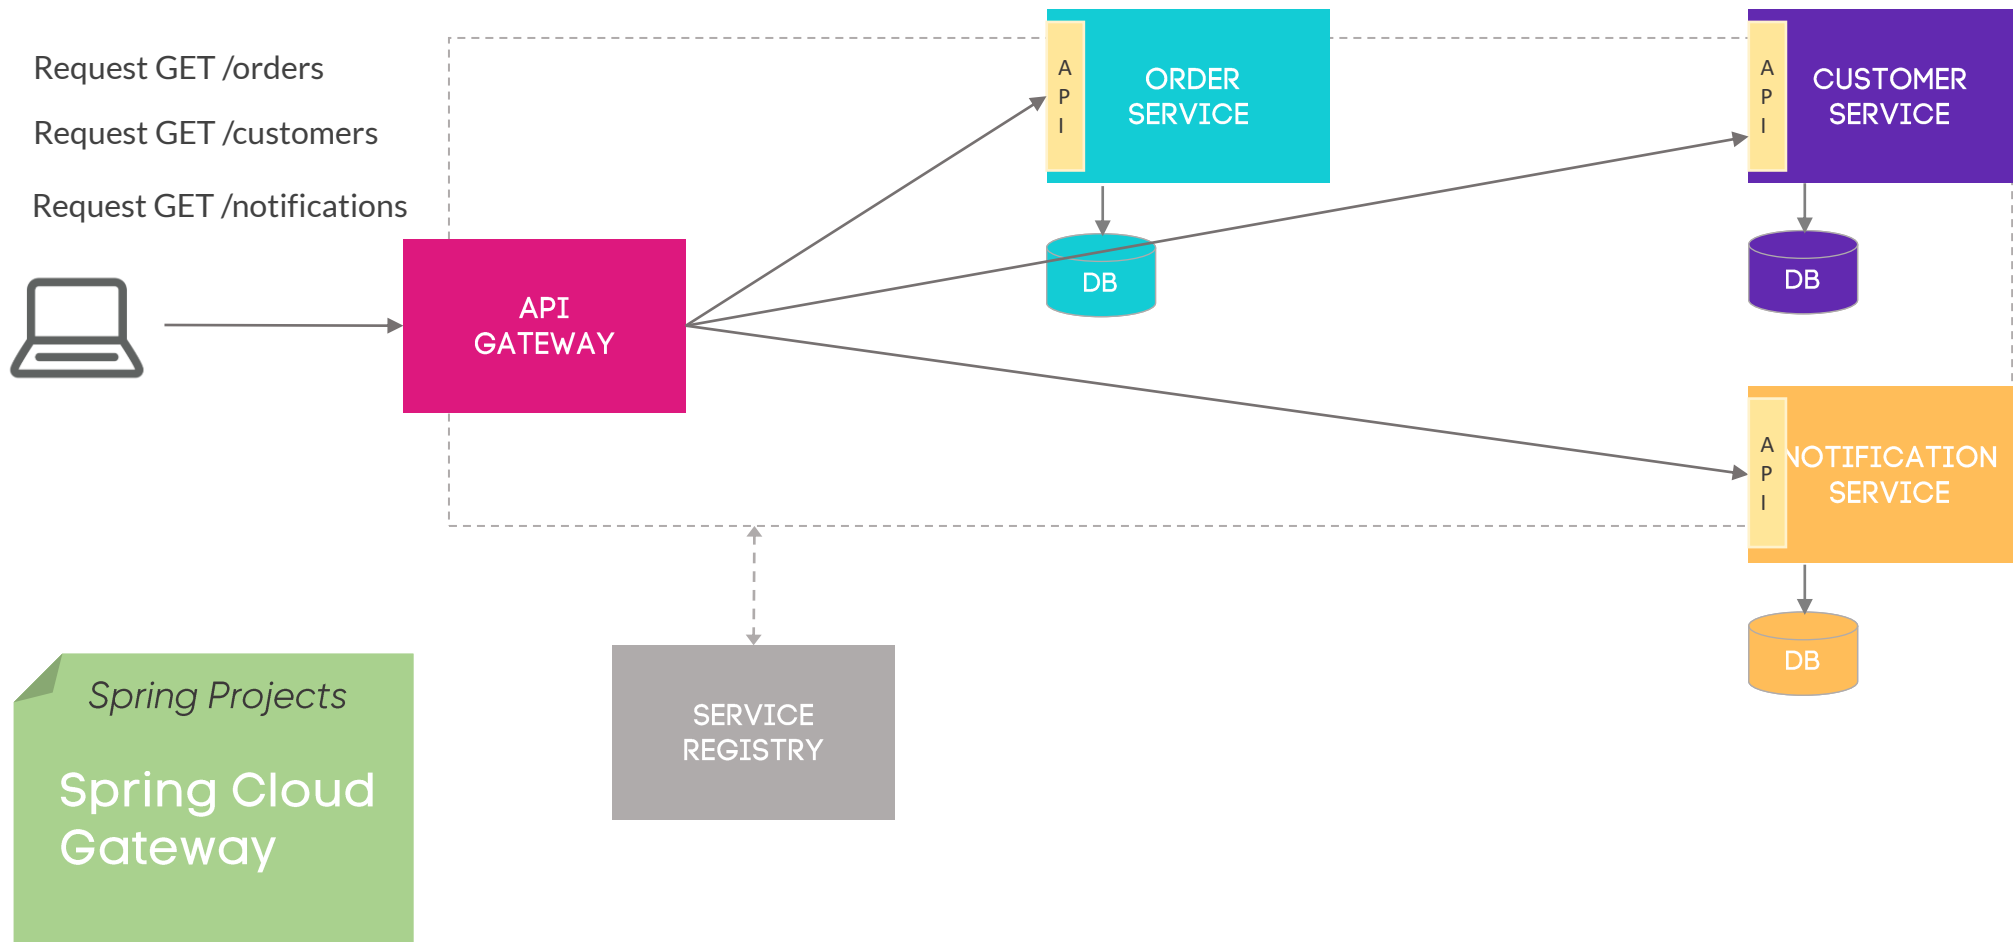 Request GET /orders
Request GET /customers
Request GET /notifications
API
GATEWAY
A
P
I
ORDER
SERVICE
DB
A
P
I
CUSTOMER
SERVICE
DB
A
P
I
NOTIFICATION
SERVICE
DB
SERVICE
REGISTRY
Spring Projects
Spring Cloud
Gateway